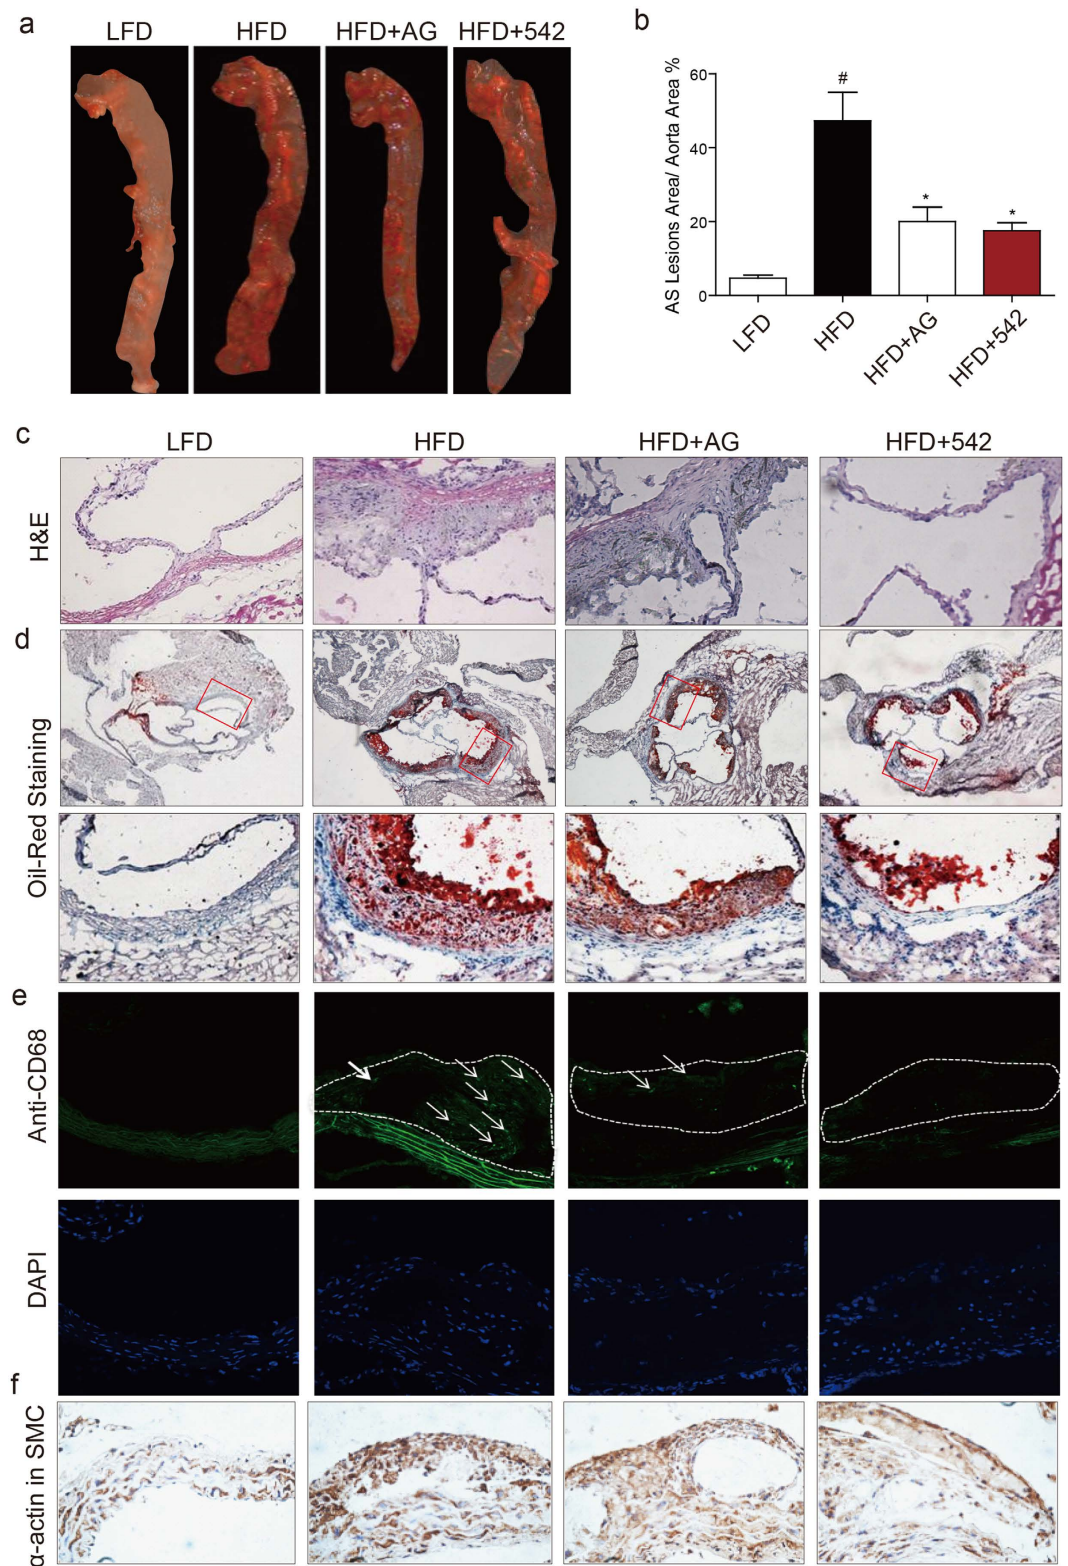 a
LFD HFD HFD+AG HFD+542
b
AS Lesions Area/ Aorta Area %
60
40
20
0
#
*
*
LFD
HFD
HFD+AG
HFD+542
c
LFD HFD HFD+AG HFD+542
H&E
d
Oil-Red Staining
e
Anti-CD68
DAPI
f
α-actin in SMC